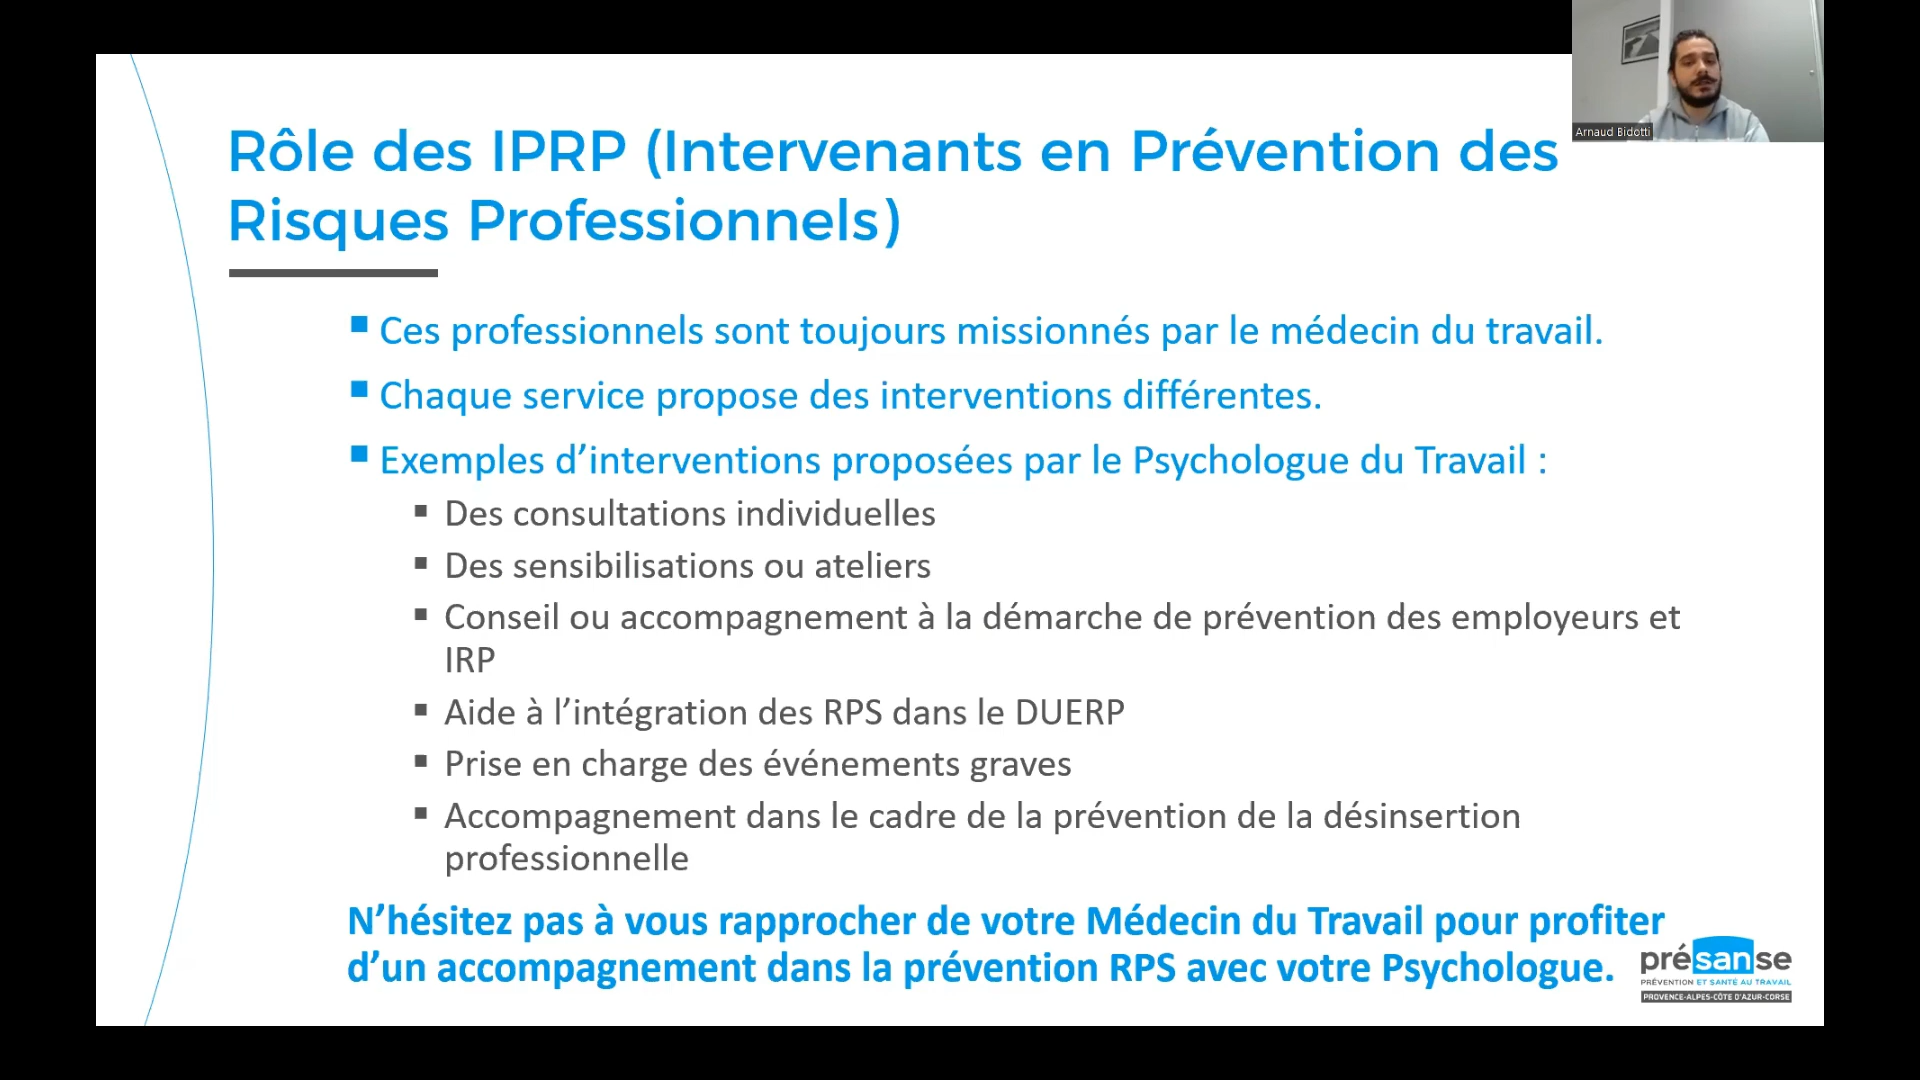 Arnaud Bidotti
Rôle des IPRP (Intervenants en Prévention des
Risques Professionnels)
Ces professionnels sont toujours missionnés par le médecin du travail.
Chaque service propose des interventions différentes.
Exemples d’interventions proposées par le Psychologue du Travail :
Des consultations individuelles
Des sensibilisations ou ateliers
Conseil ou accompagnement à la démarche de prévention des employeurs et
IRP
Aide à l’intégration des RPS dans le DUERP
Prise en charge des événements graves
Accompagnement dans le cadre de la prévention de la désinsertion
professionnelle
N’hésitez pas à vous rapprocher de votre Médecin du Travail pour profiter
d’un accompagnement dans la prévention RPS avec votre Psychologue.
présanse
PRÉVENTION ET SANTÉ AU TRAVAIL
PROVENCE-ALPES-CÔTE D'AZUR-CORSE